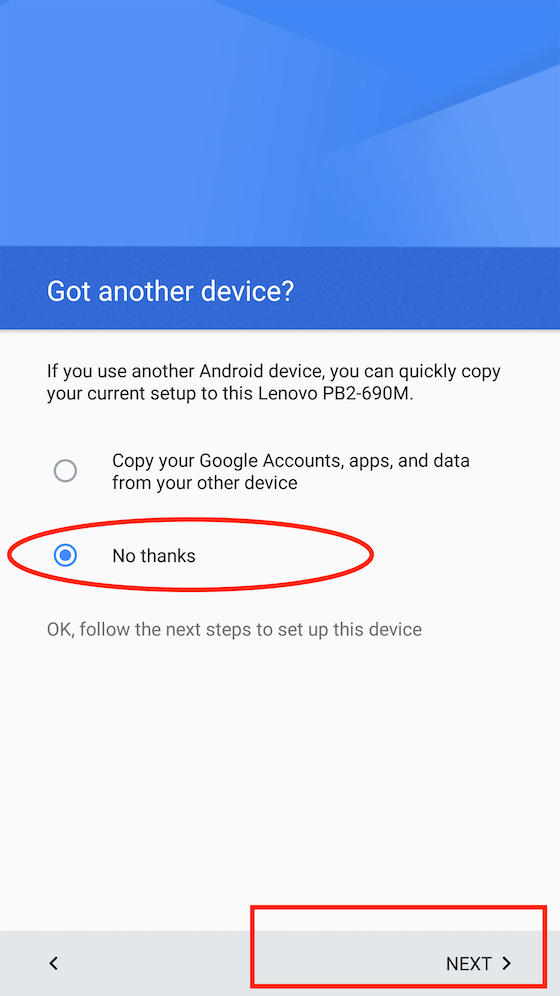 Got another device?
If you use another Android device, you can quickly copy
your current setup to this Lenovo PB2-690M.
Copy your Google Accounts, apps, and data
from your other device
No thanks
OK, follow the next steps to set up this device
NEXT